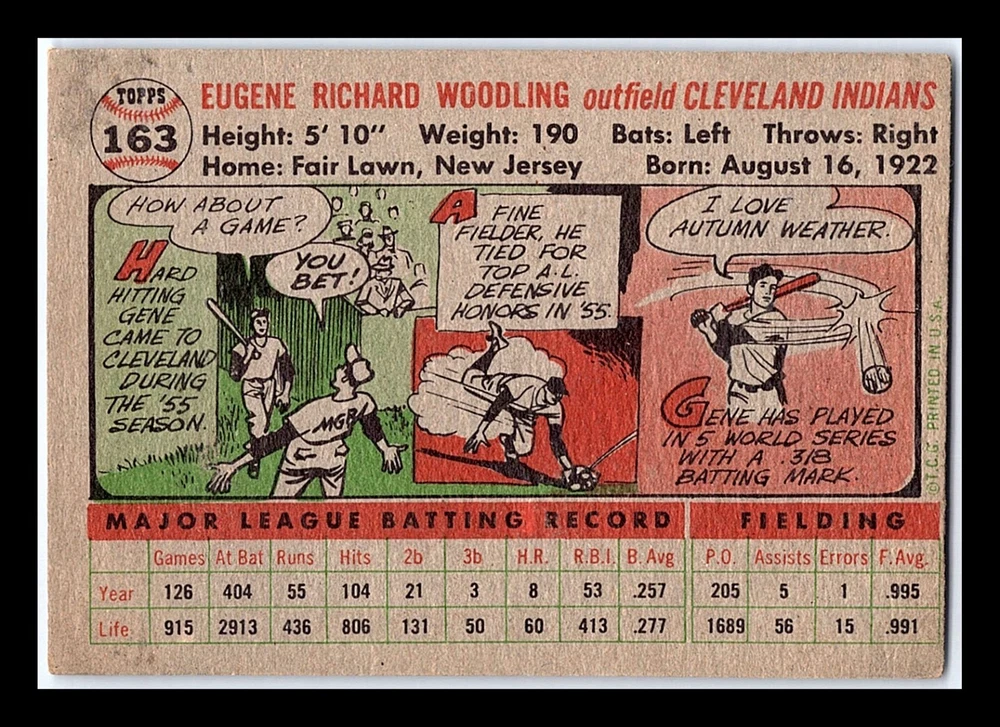 TOPPS
163
EUGENE RICHARD WOODLING outfield CLEVELAND INDIANS
Height: 5' 10" Weight: 190 Bats: Left Throws: Right
Home: Fair Lawn, New Jersey Born: August 16, 1922
HOW ABOUT
A GAME?
HARD
HITTING
GENE
CAME TO
CLEVELAND
DURING
THE '55
SEASON.
YOU
BET!
MGR
A FINE
FIELDER, HE
TIED FOR
TOP A.L.
DEFENSIVE
HONORS IN '55.
I LOVE
AUTUMN WEATHER.
GENE HAS PLAYED
IN 5 WORLD SERIES
WITH A .318
BATTING MARK.
©T.C.G. PRINTED IN U.S.A.
MAJOR LEAGUE BATTING RECORD FIELDING
Games At Bat Runs Hits 2b 3b H.R. R.B.I. B. Avg P.O. Assists Errors F. Avg.
Year 126 404 55 104 21 3 8 53 .257 205 5 1 .995
Life 915 2913 436 806 131 50 60 413 .277 1689 56 15 .991